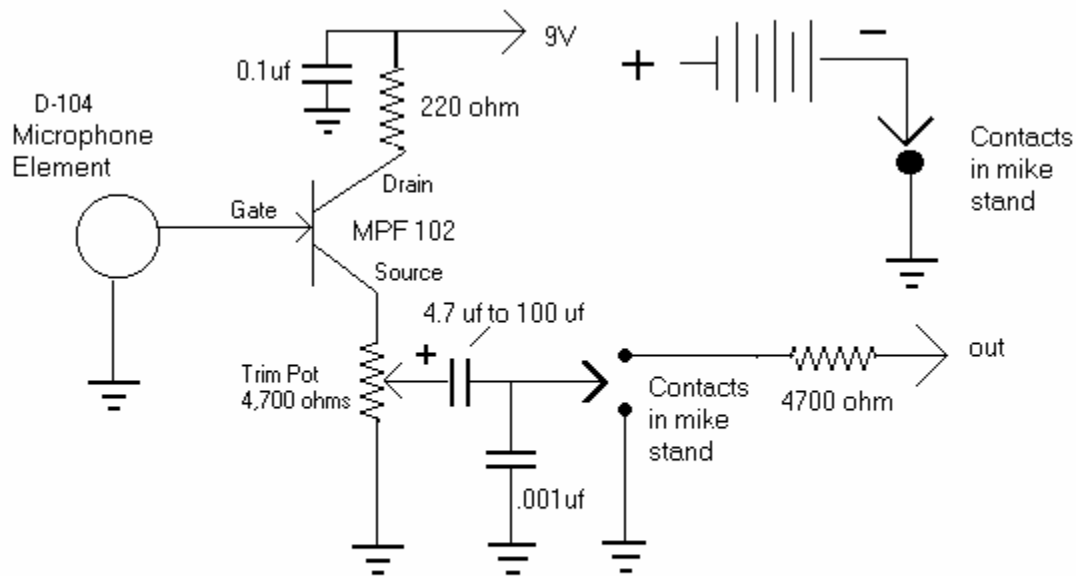 9V
+
−
0.1uf
220 ohm
D-104
Microphone
Element
Contacts
in mike
stand
Drain
Gate
MPF 102
Source
4.7 uf to 100 uf
+
Trim Pot
4,700 ohms
out
Contacts
in mike
stand
4700 ohm
.001uf